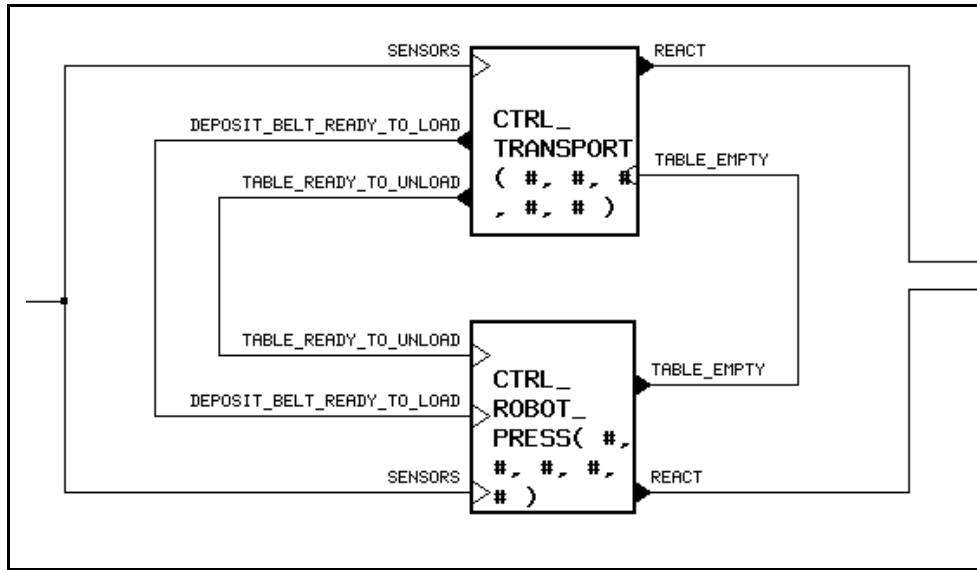 SENSORS
REACT
CTRL_
DEPOSIT_BELT_READY_TO_LOAD
TRANSPORT
TABLE_EMPTY
TABLE_READY_TO_UNLOAD
( #, #, #
, #, # )
TABLE_READY_TO_UNLOAD
CTRL_
TABLE_EMPTY
DEPOSIT_BELT_READY_TO_LOAD
ROBOT_
PRESS( #,
#, #, #,
SENSORS
REACT
# )